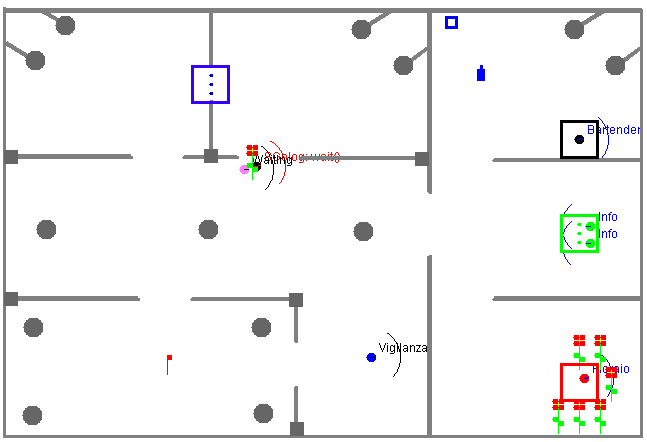 Bartender
Waiting
Info
Info
Vigilanza